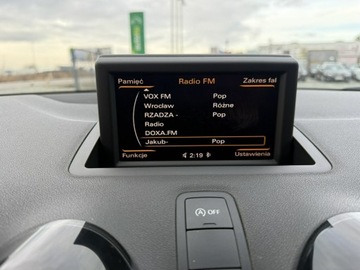 Pamięć Radio FM Zakres fal
VOX FM Pop
Wrocław Różne
RZADZA - Pop
Radio
DOXA.FM
Jakub- Pop
Funkcje 2:19 Ustawienia
OFF